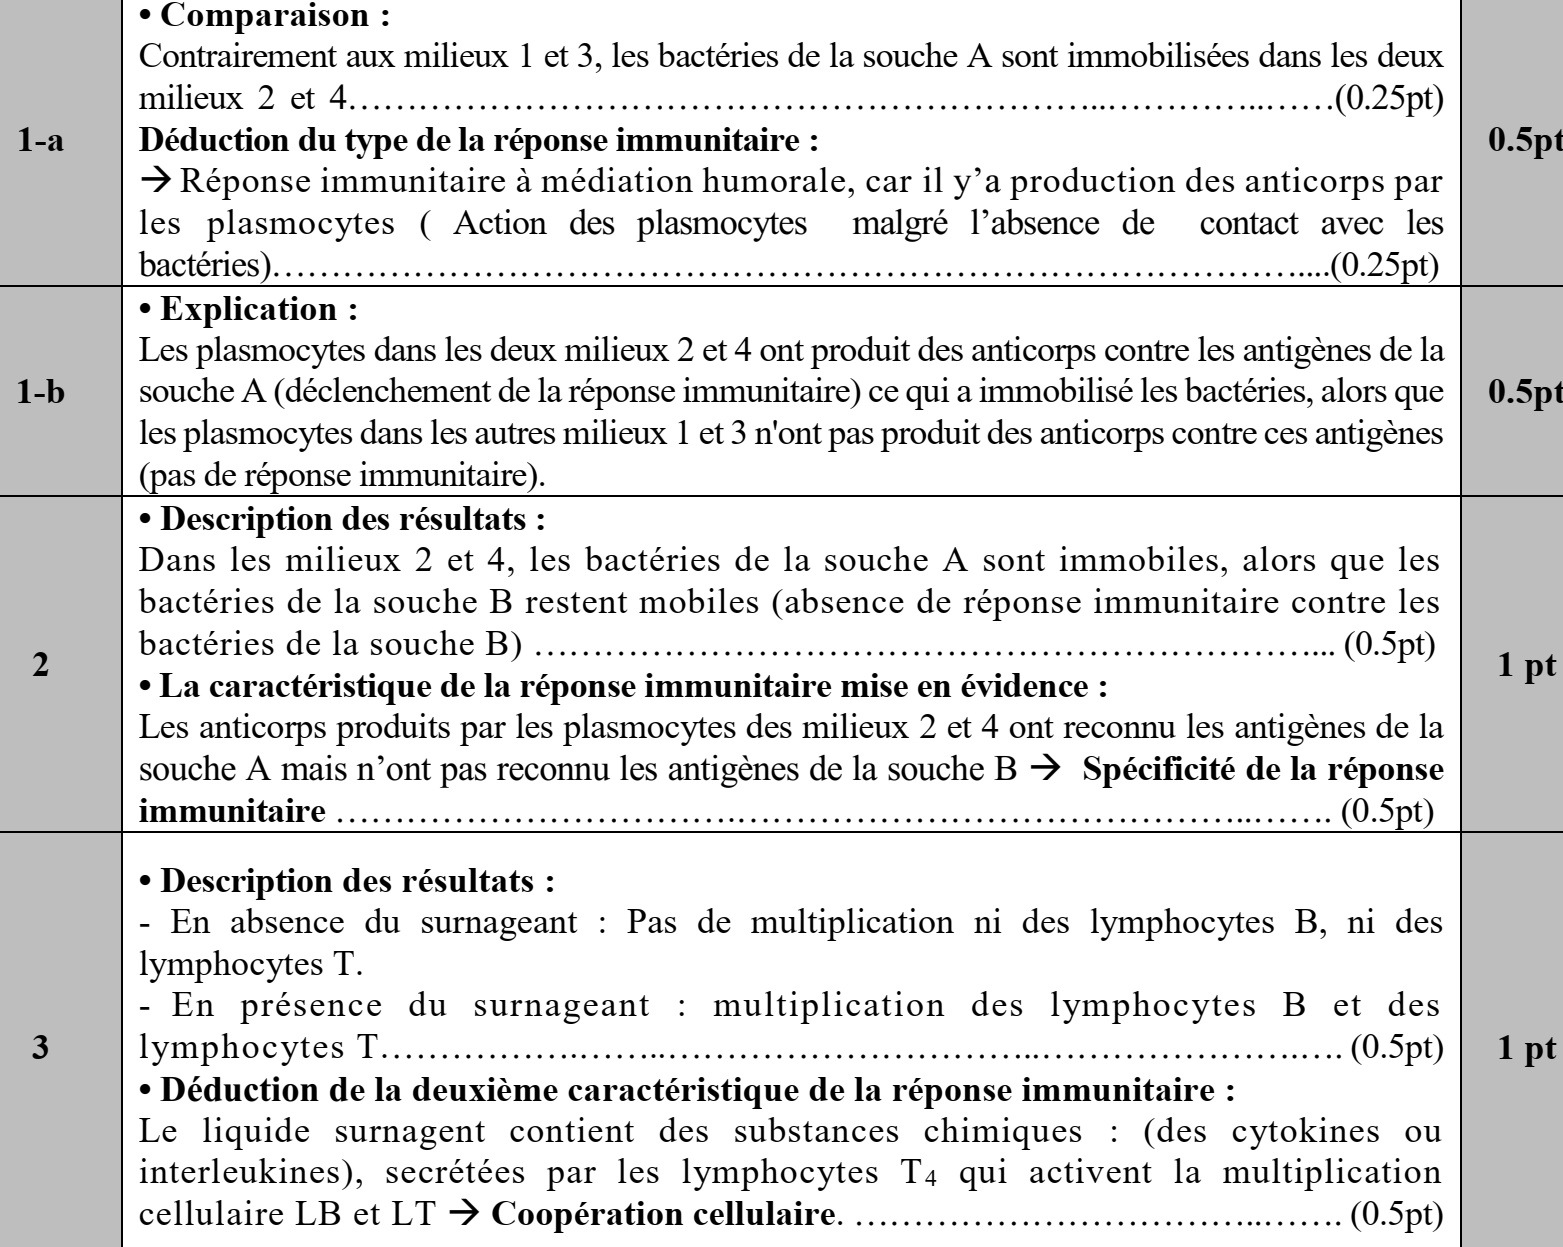 • Comparaison :
Contrairement aux milieux 1 et 3, les bactéries de la souche A sont immobilisées dans les deux
milieux 2 et 4……………………………………………………………...…………...……(0.25pt)
1-a
Déduction du type de la réponse immunitaire :
0.5pt
→ Réponse immunitaire à médiation humorale, car il y’a production des anticorps par
les plasmocytes ( Action des plasmocytes malgré l’absence de contact avec les
bactéries)…………………………………………………………………………………....(0.25pt)
• Explication :
Les plasmocytes dans les deux milieux 2 et 4 ont produit des anticorps contre les antigènes de la
1-b
souche A (déclenchement de la réponse immunitaire) ce qui a immobilisé les bactéries, alors que
0.5pt
les plasmocytes dans les autres milieux 1 et 3 n'ont pas produit des anticorps contre ces antigènes
(pas de réponse immunitaire).
• Description des résultats :
Dans les milieux 2 et 4, les bactéries de la souche A sont immobiles, alors que les
bactéries de la souche B restent mobiles (absence de réponse immunitaire contre les
bactéries de la souche B) …………………………………………………………... (0.5pt)
2
• La caractéristique de la réponse immunitaire mise en évidence :
1 pt
Les anticorps produits par les plasmocytes des milieux 2 et 4 ont reconnu les antigènes de la
souche A mais n’ont pas reconnu les antigènes de la souche B → Spécificité de la réponse
immunitaire ……………………………….………………………………………...……. (0.5pt)
• Description des résultats :
- En absence du surnageant : Pas de multiplication ni des lymphocytes B, ni des
lymphocytes T.
- En présence du surnageant : multiplication des lymphocytes B et des
3
lymphocytes T……………….……...……………………………...…………………….…. (0.5pt)
1 pt
• Déduction de la deuxième caractéristique de la réponse immunitaire :
Le liquide surnagent contient des substances chimiques : (des cytokines ou
interleukines), secrétées par les lymphocytes T4 qui activent la multiplication
cellulaire LB et LT → Coopération cellulaire. ………………………………...……. (0.5pt)